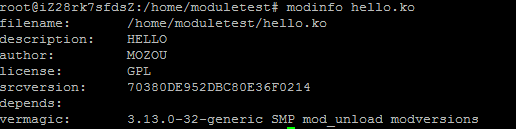 root@iZ28rk7sfdsZ:/home/moduletest# modinfo hello.ko
filename: /home/moduletest/hello.ko
description: HELLO
author: MOZOU
license: GPL
srcversion: 70380DE952DBC80E36F0214
depends:
vermagic: 3.13.0-32-generic SMP mod_unload modversions